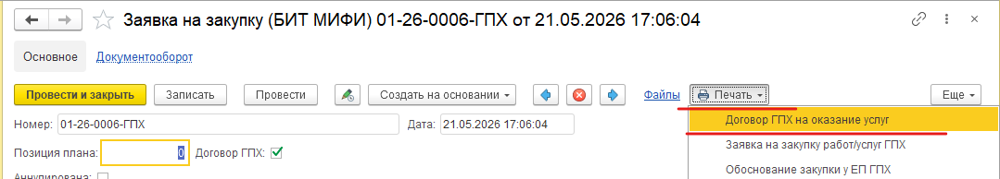 Заявка на закупку (БИТ МИФИ) 01-26-0006-ГПХ от 21.05.2026 17:06:04
Основное Документооборот
Провести и закрыть Записать Провести Создать на основании Файлы Печать Еще
Номер: 01-26-0006-ГПХ Дата: 21.05.2026 17:06:04
Договор ГПХ на оказание услуг
Позиция плана: 0 Договор ГПХ:
Заявка на закупку работ/услуг ГПХ
Аннулирована:
Обоснование закупки у ЕП ГПХ